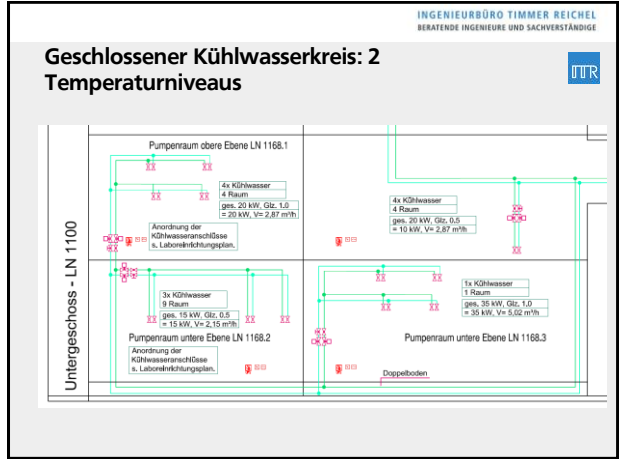 INGENIEURBÜRO TIMMER REICHEL
BERATENDE INGENIEURE UND SACHVERSTÄNDIGE
Geschlossener Kühlwasserkreis: 2
Temperaturniveaus
ITR
Untergeschoss - LN 1100
Pumpenraum obere Ebene LN 1168.1
4x Kühlwasser
4 Raum
ges. 20 kW, Glz. 1,0
= 20 kW, V= 2,87 m³/h
Anordnung der
Kühlwasseranschlüsse
s. Laboreinrichtungsplan.
4x Kühlwasser
4 Raum
ges. 20 kW, Glz. 0,5
= 10 kW, V= 2,87 m³/h
3x Kühlwasser
9 Raum
ges. 15 kW, Glz. 0,5
= 15 kW, V= 2,15 m³/h
Pumpenraum untere Ebene LN 1168.2
Anordnung der
Kühlwasseranschlüsse
s. Laboreinrichtungsplan.
1x Kühlwasser
1 Raum
ges. 35 kW, Glz. 1,0
= 35 kW, V= 5,02 m³/h
Pumpenraum untere Ebene LN 1168.3
Doppelboden